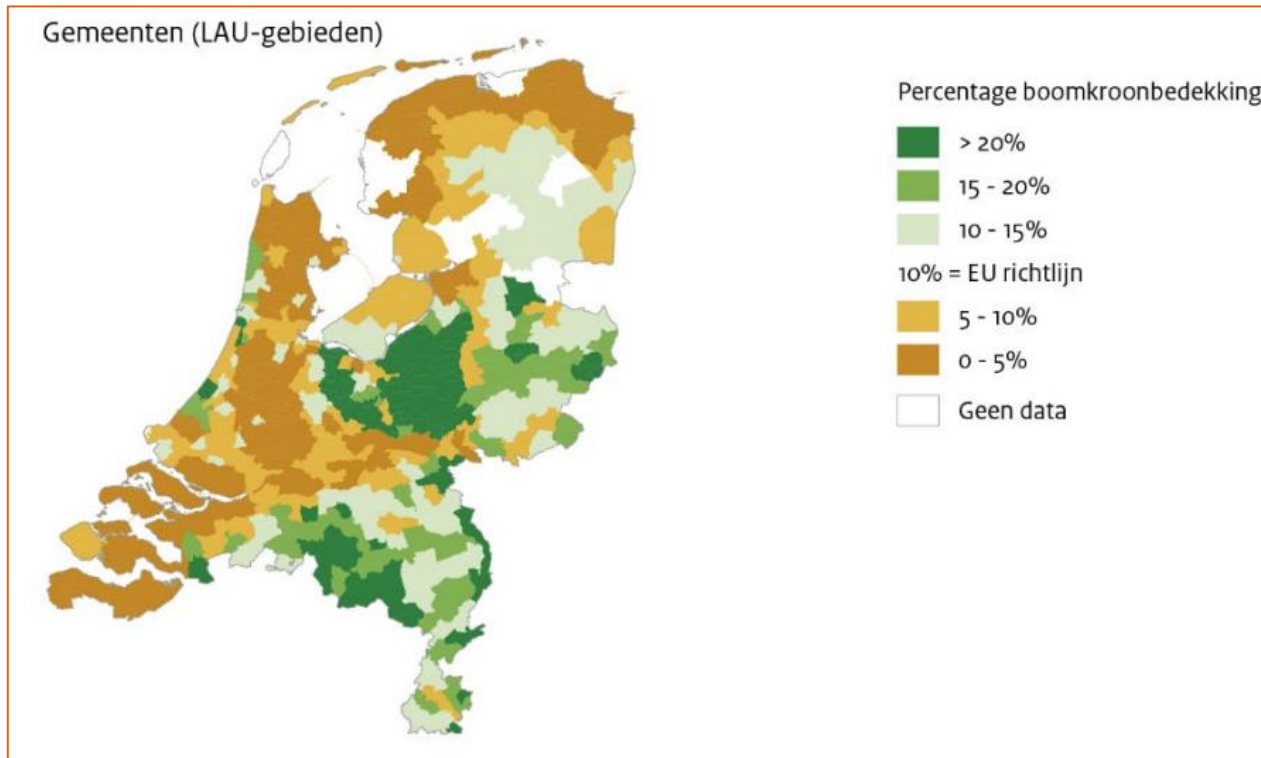 Gemeenten (LAU-gebieden)
Percentage boomkroonbedekking
> 20%
15 - 20%
10 - 15%
10% = EU richtlijn
5 - 10%
0 - 5%
Geen data